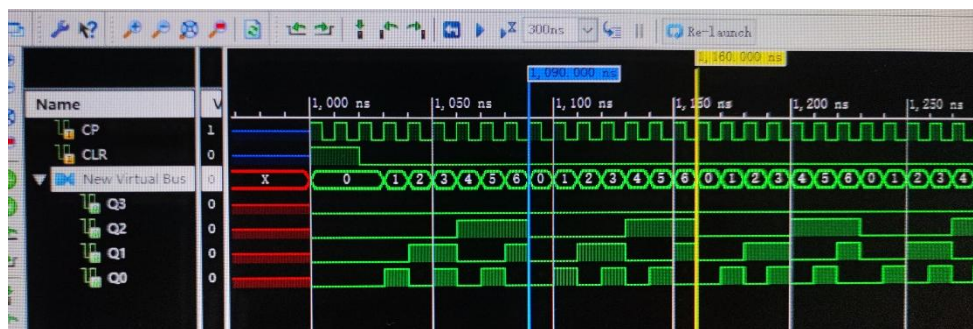 300ns
Re-launch
1,160.000 ns
1,090.000 ns
Name
V
1,000 ns
1,050 ns
1,100 ns
1,150 ns
1,200 ns
1,250 ns
CP
1
CLR
0
New Virtual Bus
0
X
0
1
2
3
4
5
6
0
1
2
3
4
5
6
0
1
2
3
4
5
6
0
1
2
3
4
Q3
0
Q2
0
Q1
0
Q0
0